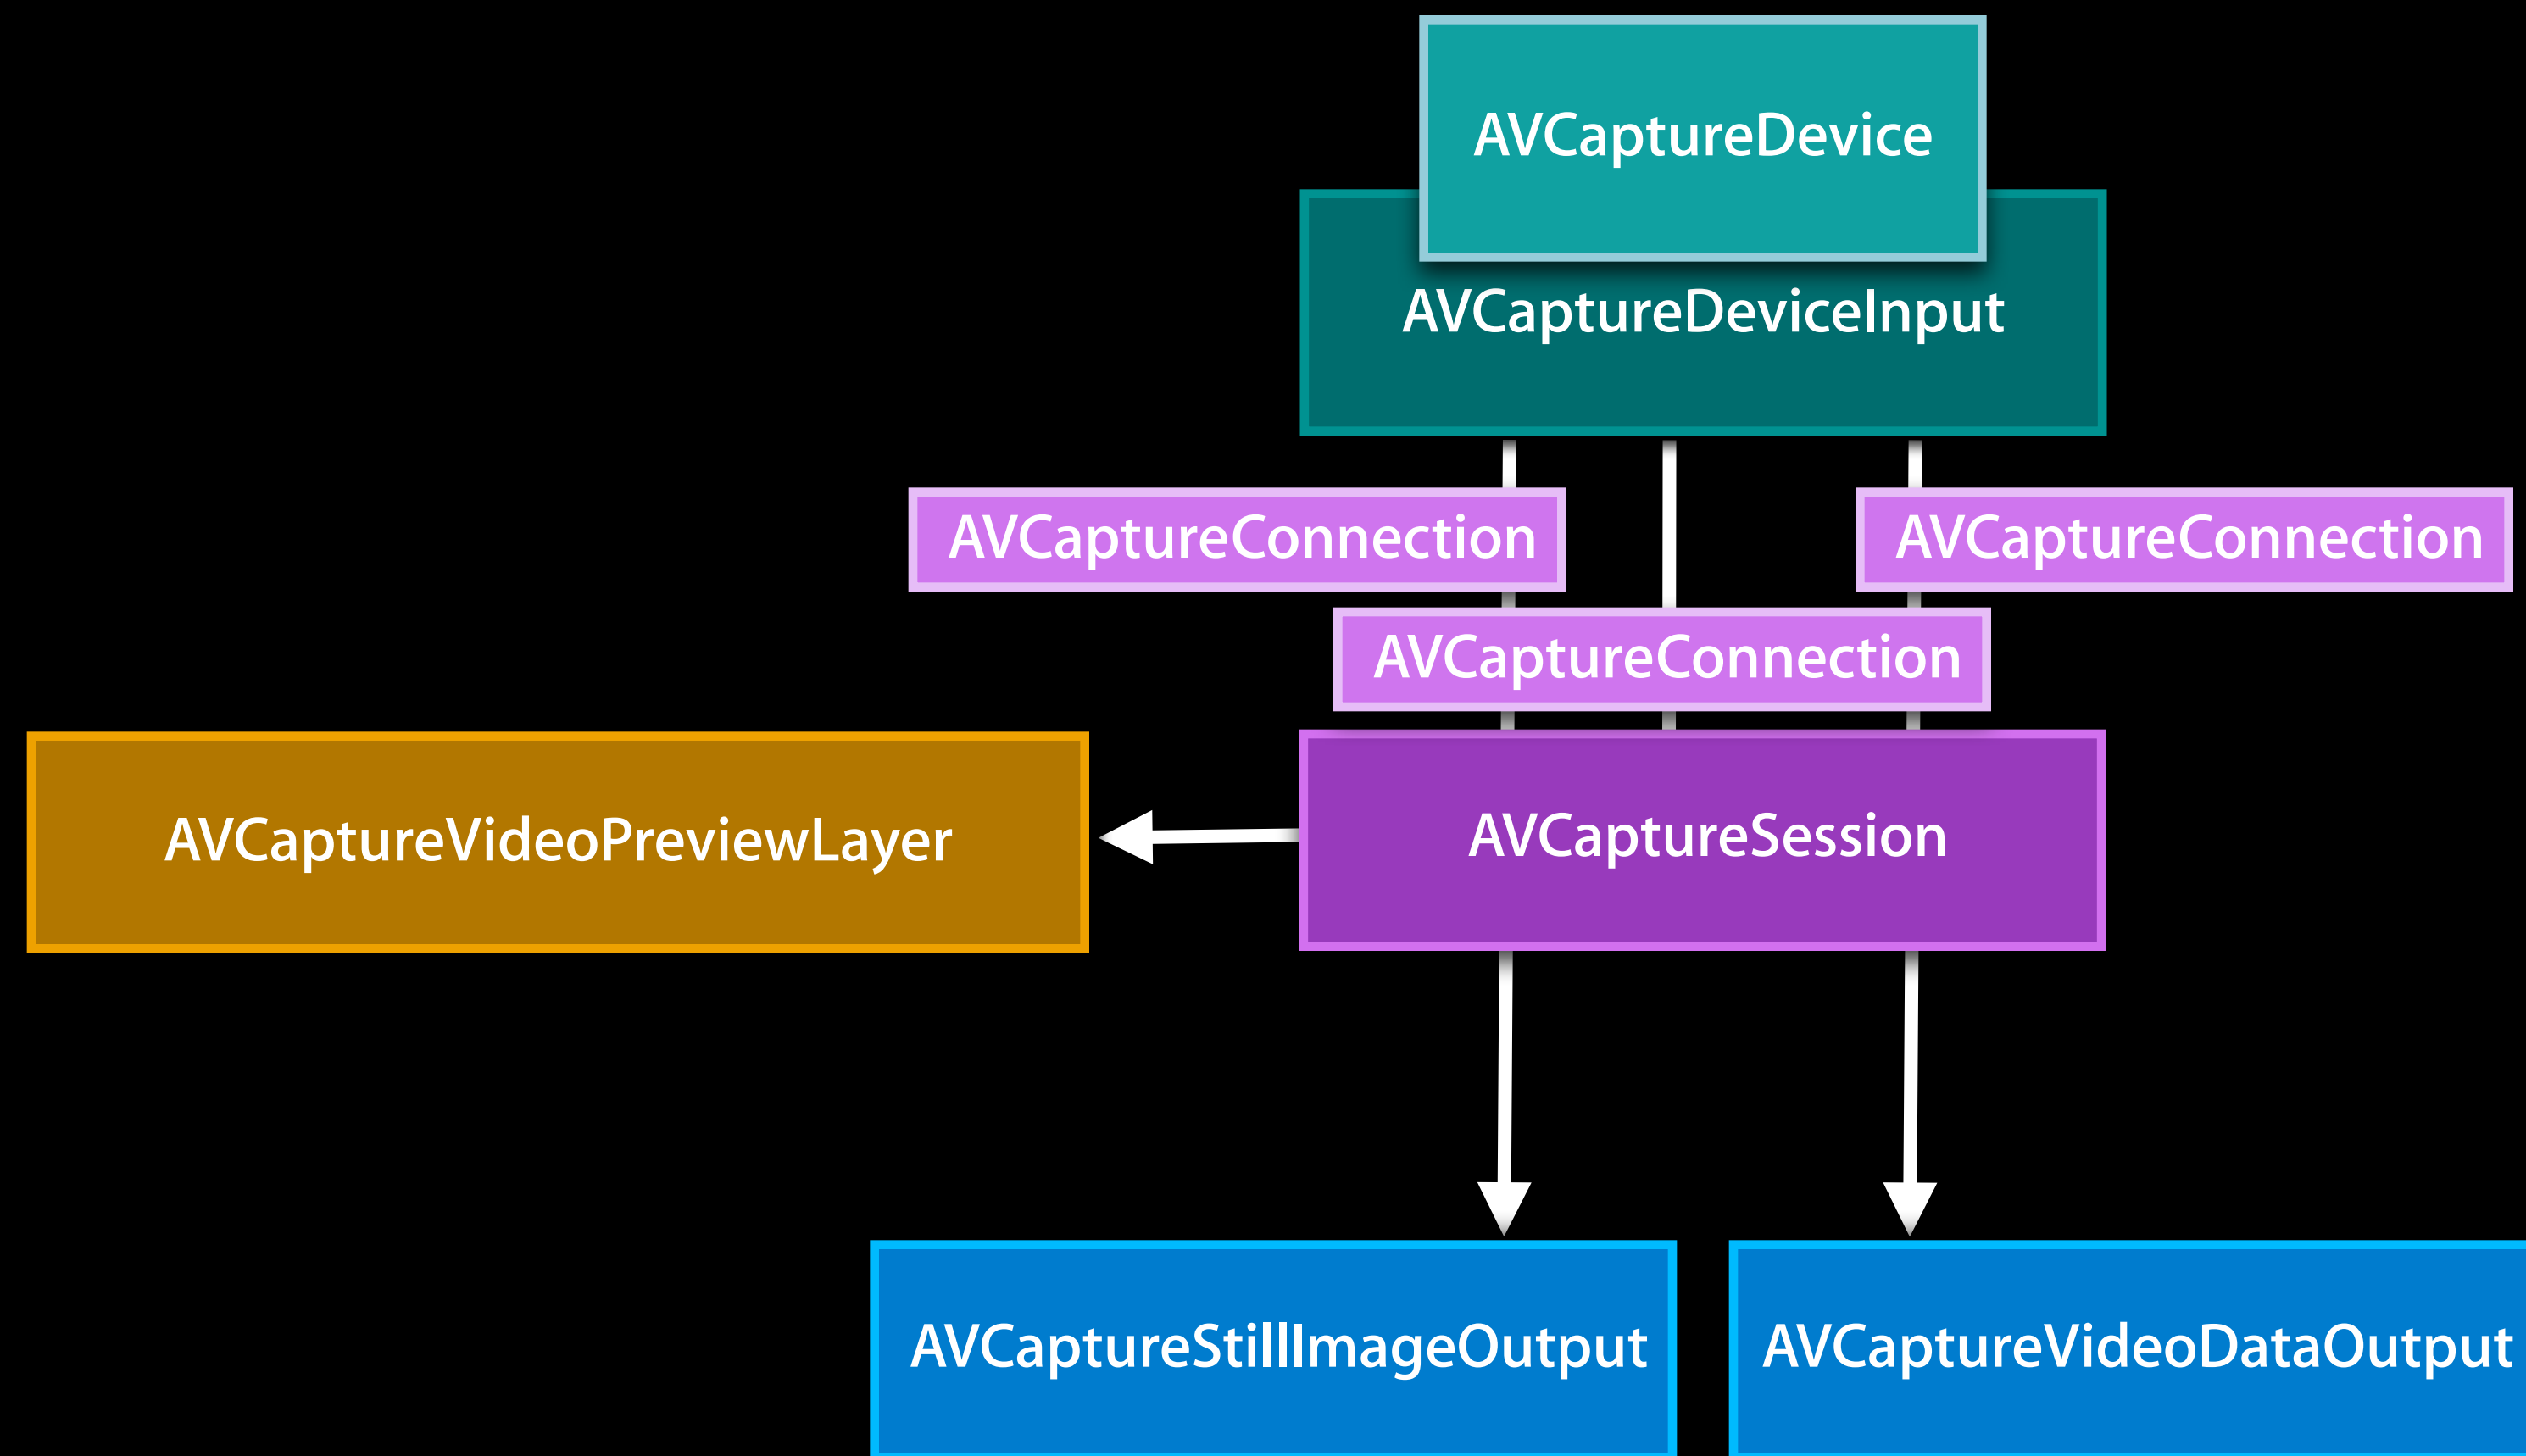 AVCaptureDevice
AVCaptureDeviceInput
AVCaptureConnection
AVCaptureConnection
AVCaptureConnection
AVCaptureVideoPreviewLayer
AVCaptureSession
AVCaptureStillImageOutput
AVCaptureVideoDataOutput